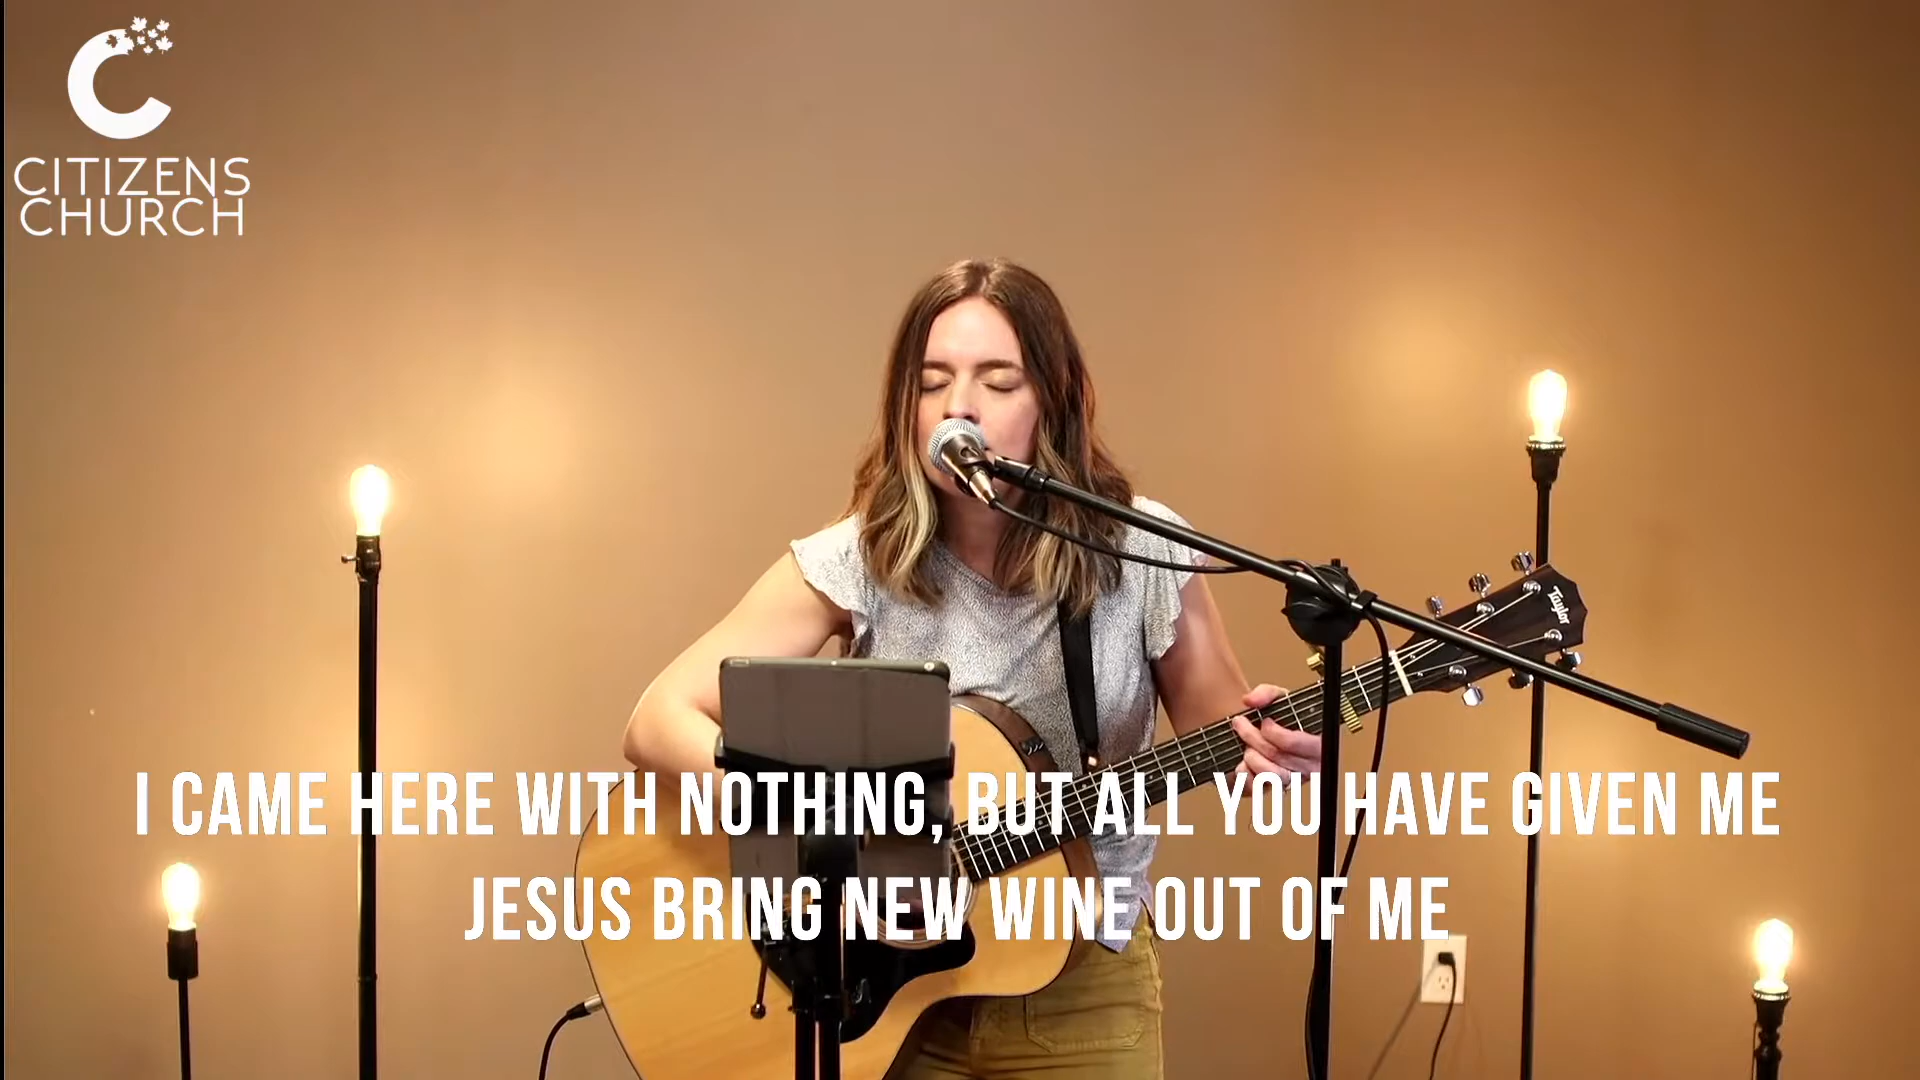 CITIZENS
CHURCH
Taylor
I CAME HERE WITH NOTHING, BUT ALL YOU HAVE GIVEN ME
JESUS BRING NEW WINE OUT OF ME